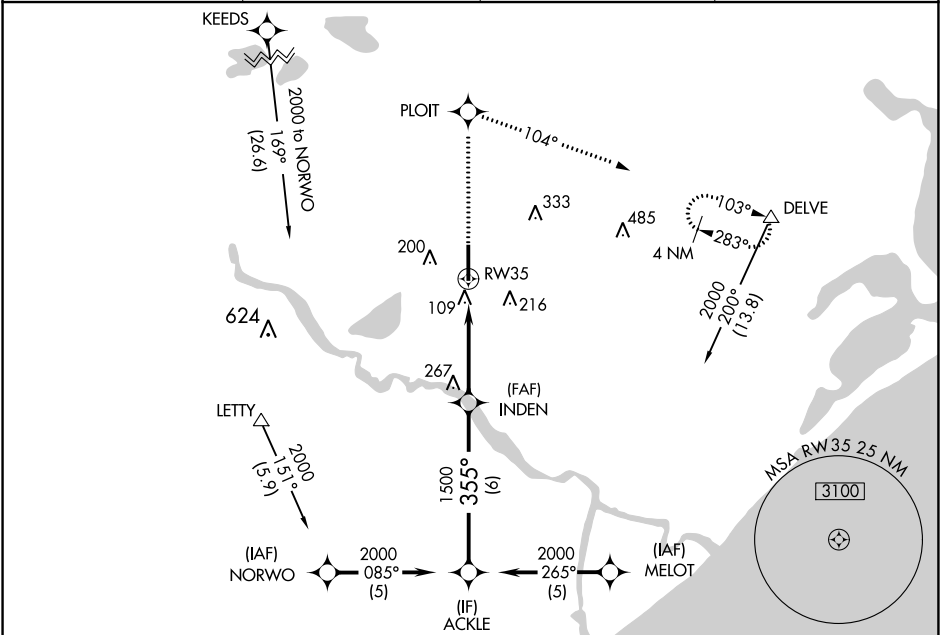 KEEDS
2000 to NORWO
169°
(26.6)
PLOIT
104°
333
485
103°
DELVE
283°
4 NM
200
RW35
109
216
2000
200°
(13.8)
624
267
(FAF)
INDEN
LETTY
2000
151°
(5.9)
1500
355°
(6)
MSA RW35 25 NM
3100
(IAF)
NORWO
2000
085°
(5)
2000
265°
(5)
(IAF)
MELOT
(IF)
ACKLE